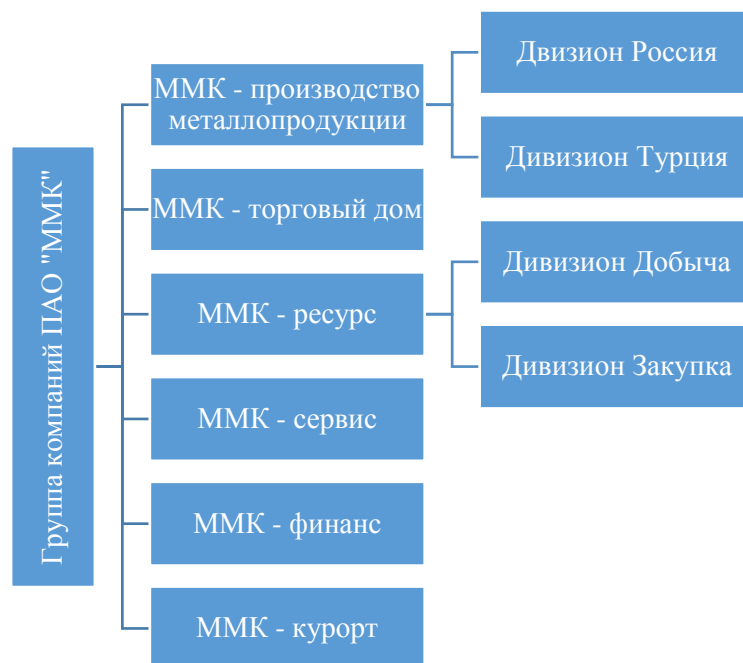 Группа компаний ПАО "ММК"
ММК - производство
металлопродукции
ММК - торговый дом
ММК - ресурс
ММК - сервис
ММК - финанс
ММК - курорт
Двизион Россия
Дивизион Турция
Дивизион Добыча
Дивизион Закупка